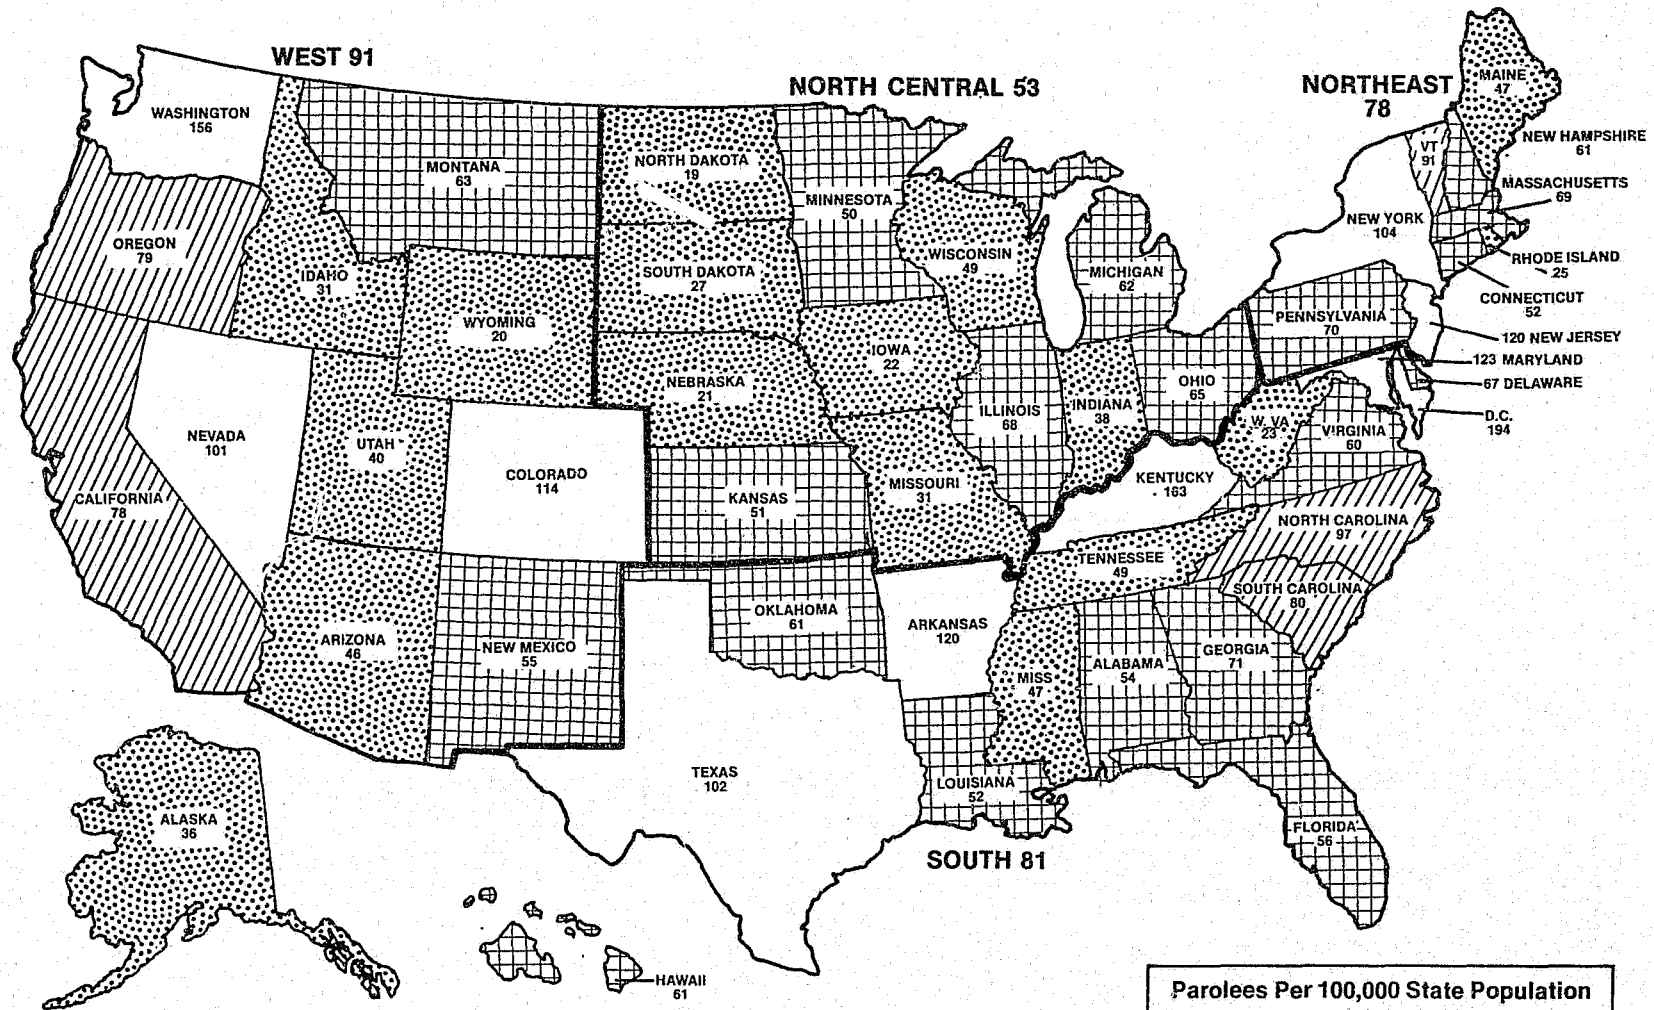 WEST 91
NORTH CENTRAL 53
NORTHEAST
78
MAINE
47
WASHINGTON
156
NEW HAMPSHIRE
61
VT
91
MONTANA
63
NORTH DAKOTA
19
MINNESOTA
50
MASSACHUSETTS
69
NEW YORK
104
OREGON
79
IDAHO
31
SOUTH DAKOTA
27
WISCONSIN
49
MICHIGAN
62
RHODE ISLAND
25
CONNECTICUT
52
WYOMING
20
PENNSYLVANIA
70
120 NEW JERSEY
IOWA
22
123 MARYLAND
NEBRASKA
21
OHIO
65
67 DELAWARE
ILLINOIS
68
INDIANA
38
D.C.
194
W. VA
23
VIRGINIA
60
NEVADA
101
UTAH
40
COLORADO
114
KENTUCKY
163
MISSOURI
31
KANSAS
51
CALIFORNIA
78
NORTH CAROLINA
97
TENNESSEE
49
SOUTH CAROLINA
80
OKLAHOMA
61
ARKANSAS
120
ARIZONA
46
NEW MEXICO
55
GEORGIA
71
ALABAMA
54
MISS
47
TEXAS
102
LOUISIANA
52
ALASKA
36
FLORIDA
56
SOUTH 81
HAWAII
61
Parolees Per 100,000 State Population